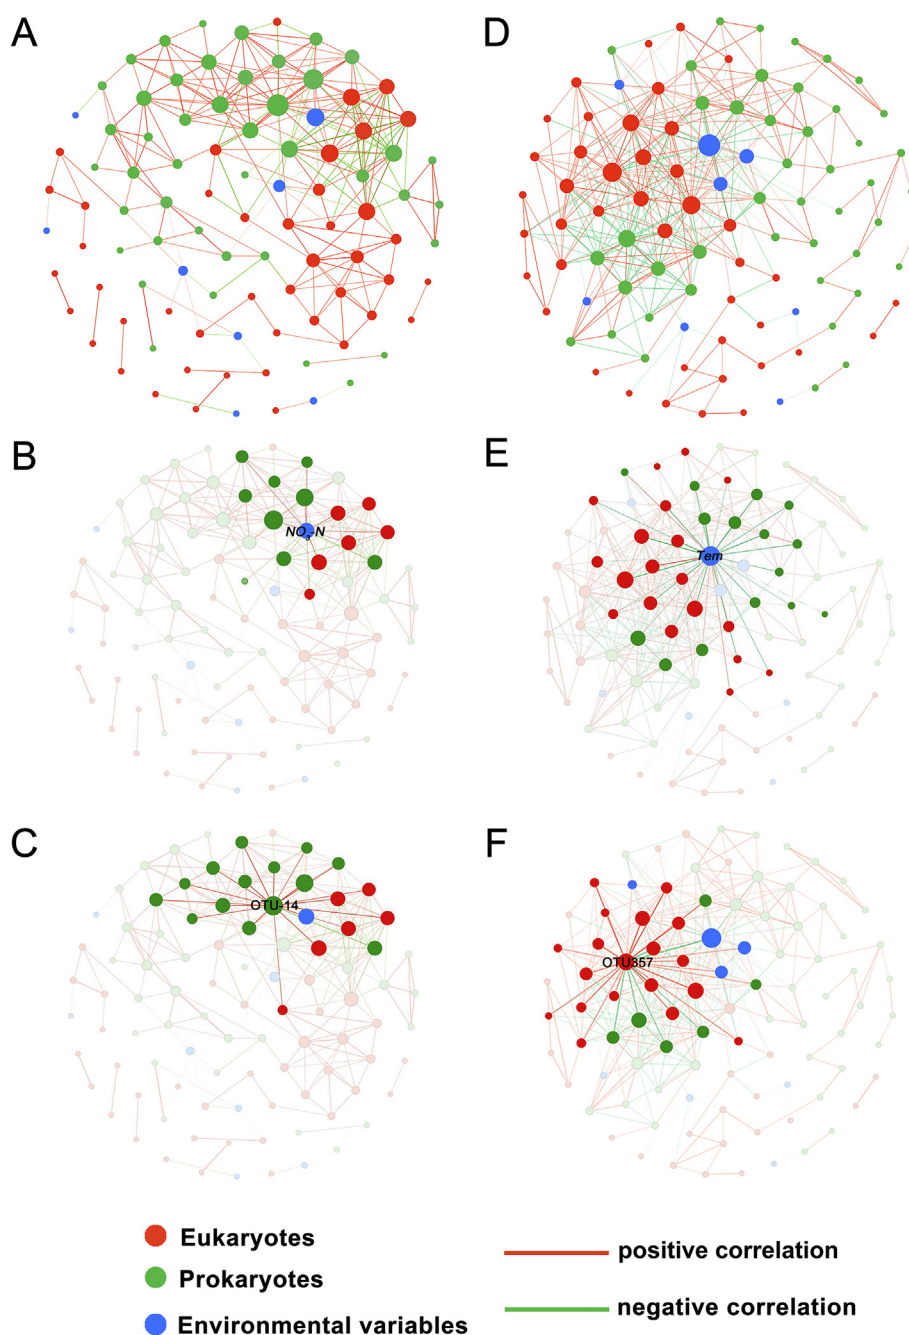 A
D
B
NO3-N
E
Tem
C
OTU-14
F
OTU357
Eukaryotes
Prokaryotes
Environmental variables
positive correlation
negative correlation